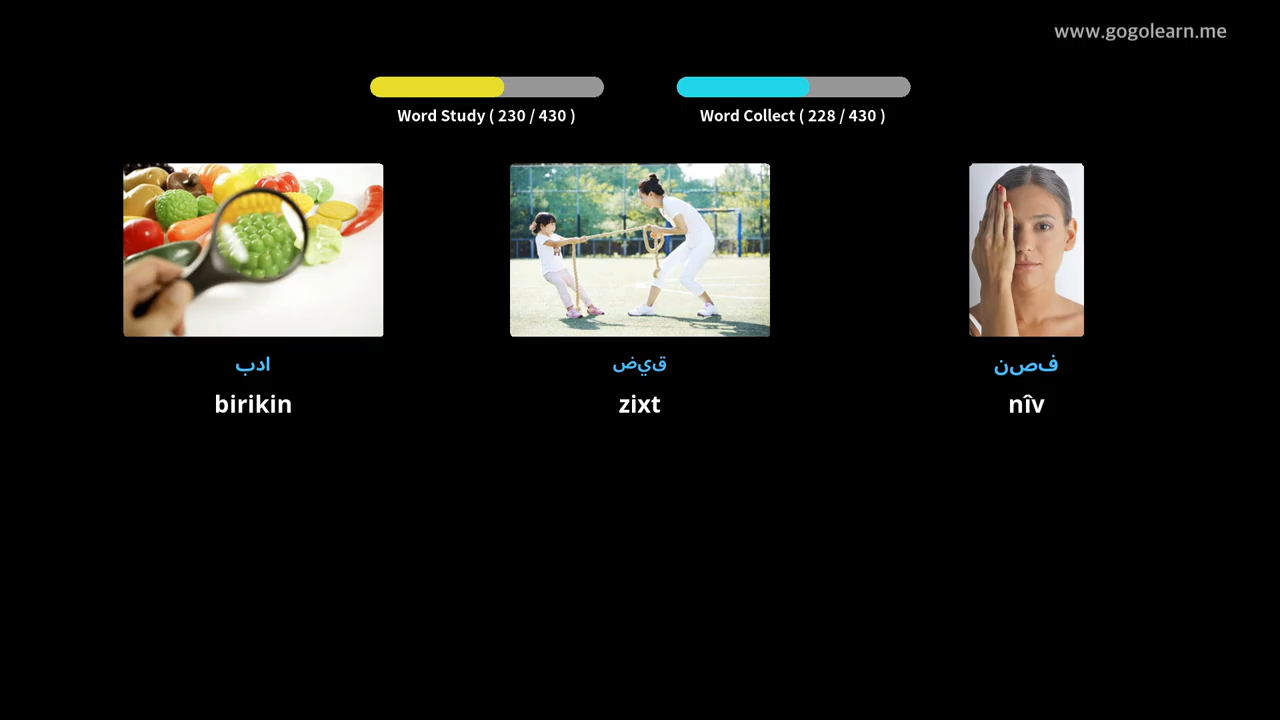 www.gogolearn.me
Word Study ( 230 / 430 )
Word Collect ( 228 / 430 )
ادب
قيض
فصن
birikin
zixt
nîv